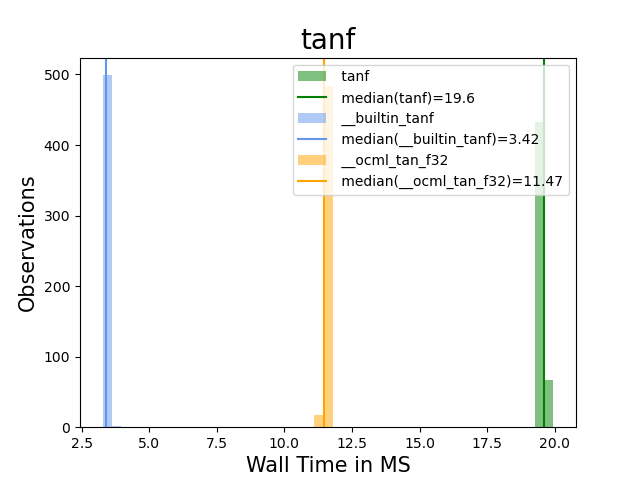 tanf
500
400
300
200
100
0
Observations
tanf
median(tanf)=19.6
__builtin_tanf
median(__builtin_tanf)=3.42
__ocml_tan_f32
median(__ocml_tan_f32)=11.47
2.5 5.0 7.5 10.0 12.5 15.0 17.5 20.0
Wall Time in MS